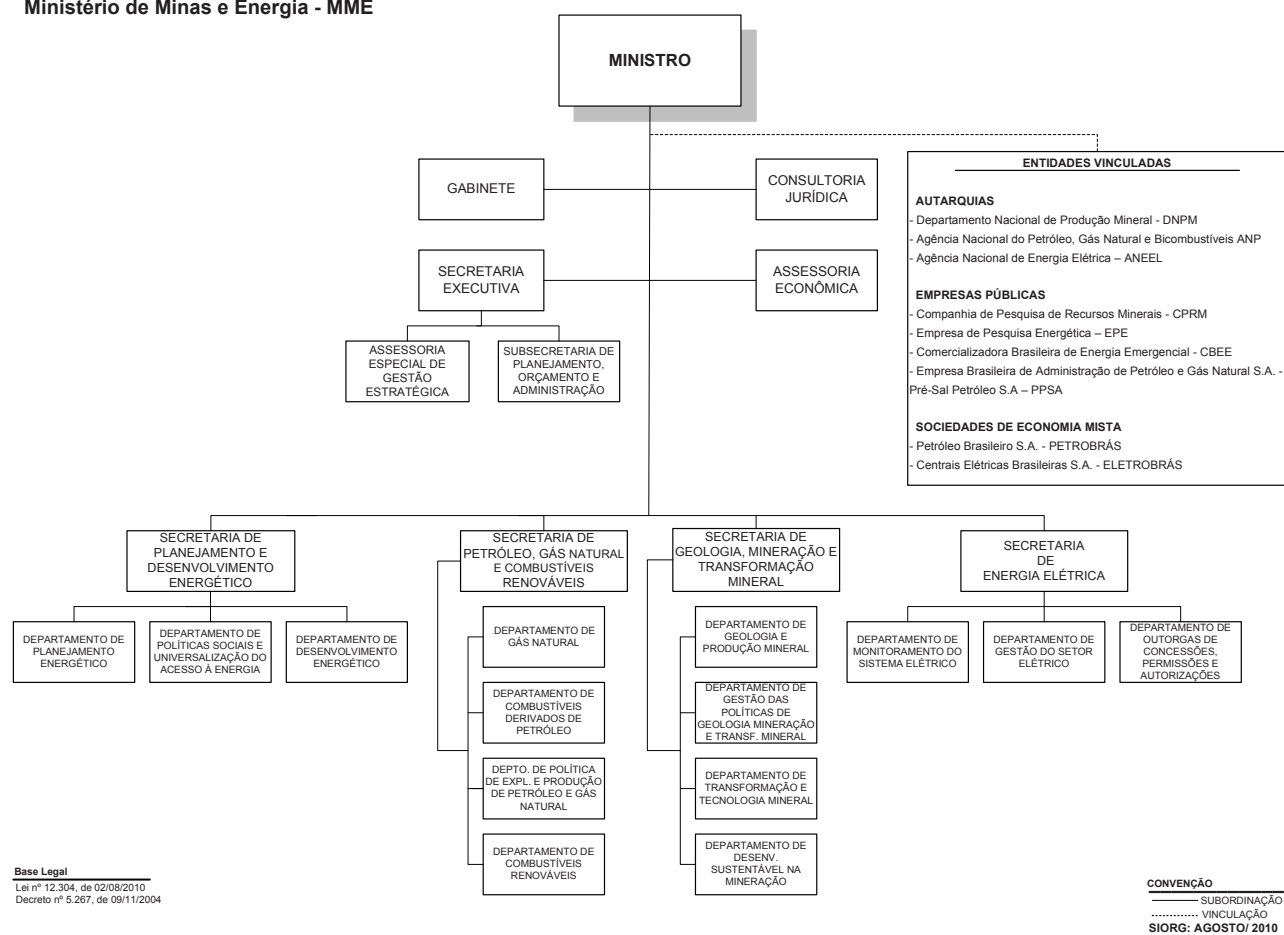 Ministério de Minas e Energia - MME
MINISTRO
GABINETE
CONSULTORIA
JURÍDICA
SECRETARIA
EXECUTIVA
ASSESSORIA
ECONÔMICA
ASSESSORIA
ESPECIAL DE
GESTÃO
ESTRATÉGICA
SUBSECRETARIA DE
PLANEJAMENTO,
ORÇAMENTO E
ADMINISTRAÇÃO
ENTIDADES VINCULADAS
AUTARQUIAS
- Departamento Nacional de Produção Mineral - DNPM
- Agência Nacional do Petróleo, Gás Natural e Bicombustíveis ANP
- Agência Nacional de Energia Elétrica – ANEEL
EMPRESAS PÚBLICAS
- Companhia de Pesquisa de Recursos Minerais - CPRM
- Empresa de Pesquisa Energética – EPE
- Comercializadora Brasileira de Energia Emergencial - CBEE
- Empresa Brasileira de Administração de Petróleo e Gás Natural S.A. -
Pré-Sal Petróleo S.A – PPSA
SOCIEDADES DE ECONOMIA MISTA
- Petróleo Brasileiro S.A. - PETROBRÁS
- Centrais Elétricas Brasileiras S.A. - ELETROBRÁS
SECRETARIA DE
PLANEJAMENTO E
DESENVOLVIMENTO
ENERGÉTICO
SECRETARIA DE
PETRÓLEO, GÁS NATURAL
E COMBUSTÍVEIS
RENOVÁVEIS
SECRETARIA DE
GEOLOGIA, MINERAÇÃO E
TRANSFORMAÇÃO
MINERAL
SECRETARIA
DE
ENERGIA ELÉTRICA
DEPARTAMENTO DE
PLANEJAMENTO
ENERGÉTICO
DEPARTAMENTO DE
POLÍTICAS SOCIAIS E
UNIVERSALIZAÇÃO DO
ACESSO À ENERGIA
DEPARTAMENTO DE
DESENVOLVIMENTO
ENERGÉTICO
DEPARTAMENTO DE
GÁS NATURAL
DEPARTAMENTO DE
COMBUSTÍVEIS
DERIVADOS DE
PETRÓLEO
DEPTO. DE POLÍTICA
DE EXPL. E PRODUÇÃO
DE PETRÓLEO E GÁS
NATURAL
DEPARTAMENTO DE
COMBUSTÍVEIS
RENOVÁVEIS
DEPARTAMENTO DE
GEOLOGIA E
PRODUÇÃO MINERAL
DEPARTAMENTO DE
GESTÃO DAS
POLÍTICAS DE
GEOLOGIA MINERAÇÃO
E TRANSF. MINERAL
DEPARTAMENTO DE
TRANSFORMAÇÃO E
TECNOLOGIA MINERAL
DEPARTAMENTO DE
DESENV.
SUSTENTÁVEL NA
MINERAÇÃO
DEPARTAMENTO DE
MONITORAMENTO DO
SISTEMA ELÉTRICO
DEPARTAMENTO DE
GESTÃO DO SETOR
ELÉTRICO
DEPARTAMENTO DE
OUTORGAS DE
CONCESSÕES,
PERMISSÕES E
AUTORIZAÇÕES
Base Legal
Lei nº 12.304, de 02/08/2010
Decreto nº 5.267, de 09/11/2004
CONVENÇÃO
SUBORDINAÇÃO
VINCULAÇÃO
SIORG: AGOSTO/ 2010